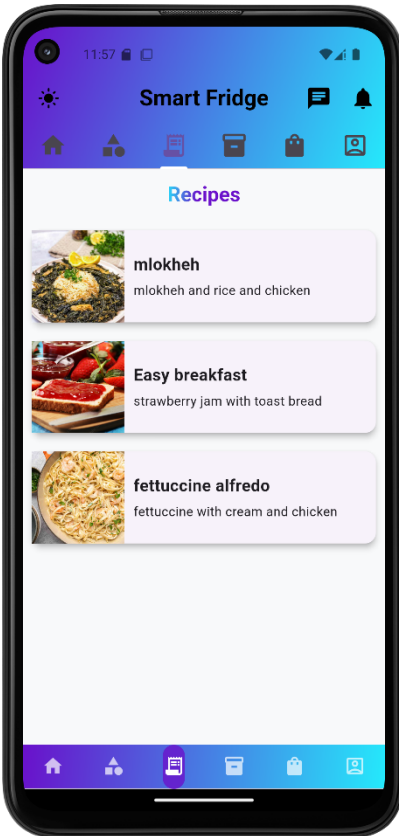 11:57
Smart Fridge
Recipes
mlokheh
mlokheh and rice and chicken
Easy breakfast
strawberry jam with toast bread
fettuccine alfredo
fettuccine with cream and chicken